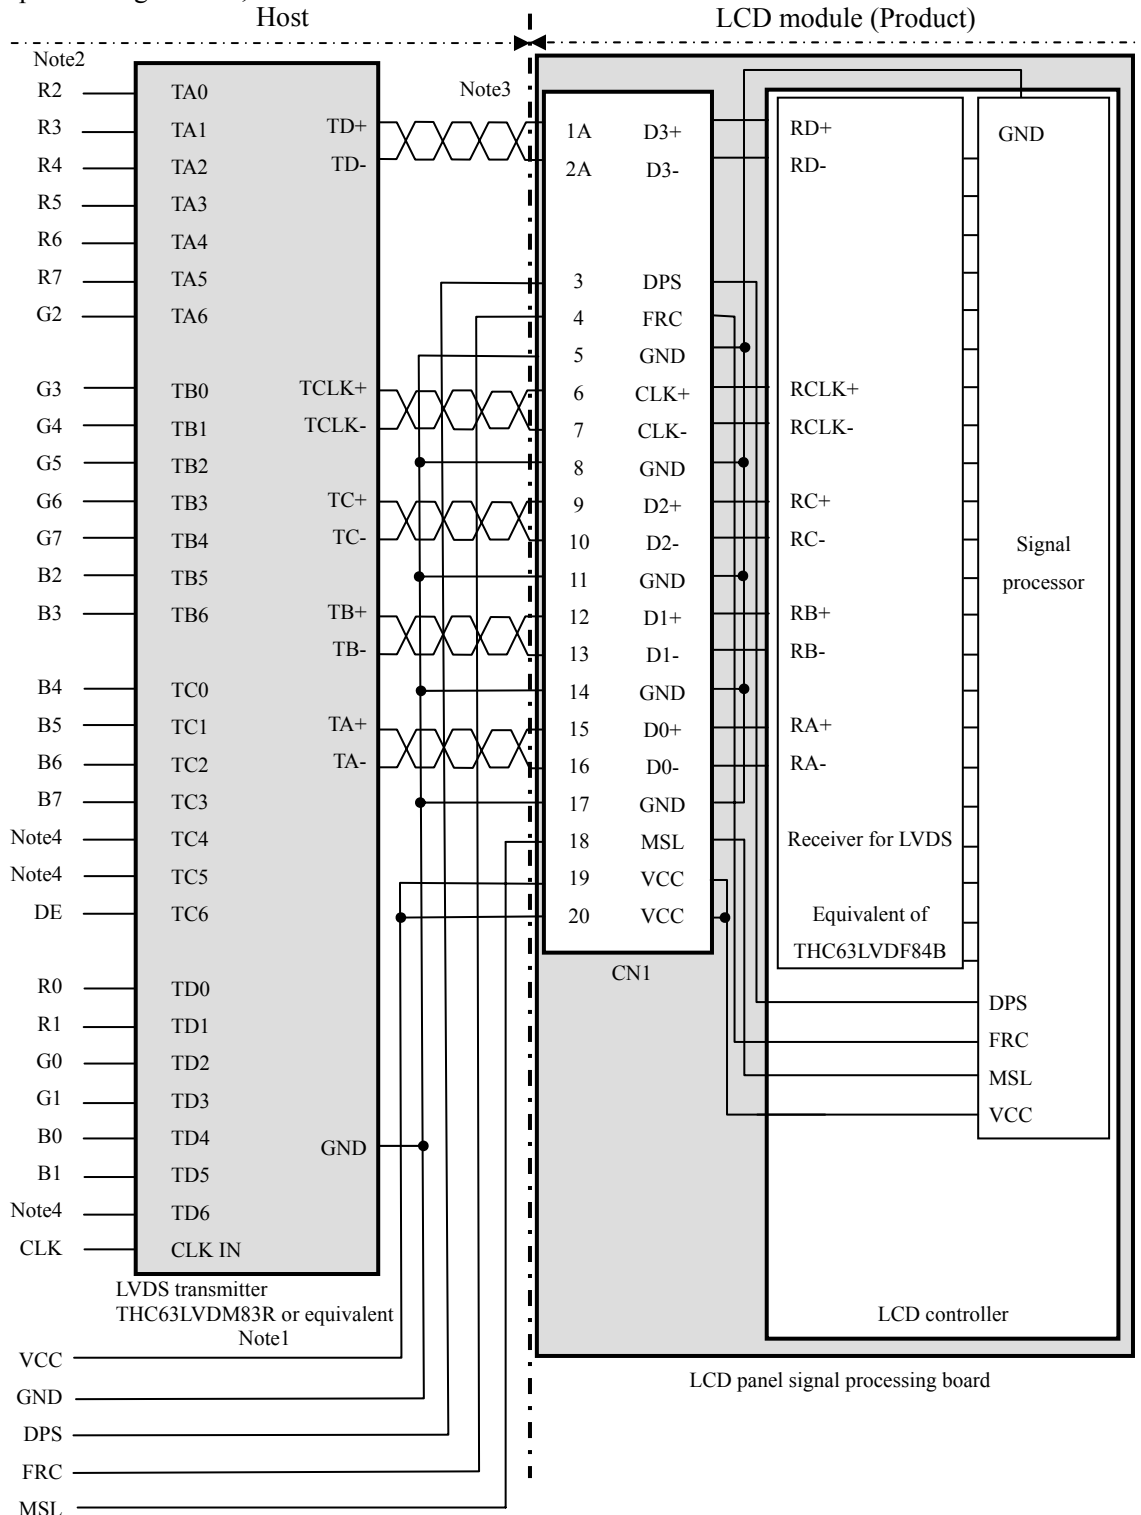 Host
LCD module (Product)
Note2
Note3
R2 TA0
R3 TA1 TD+ 1A D3+ RD+ GND
R4 TA2 TD- 2A D3- RD-
R5 TA3
R6 TA4
R7 TA5 3 DPS
G2 TA6 4 FRC
5 GND
G3 TB0 TCLK+ 6 CLK+ RCLK+
G4 TB1 TCLK- 7 CLK- RCLK-
G5 TB2 8 GND
G6 TB3 TC+ 9 D2+ RC+
G7 TB4 TC- 10 D2- RC- Signal
B2 TB5 11 GND processor
B3 TB6 TB+ 12 D1+ RB+
TB- 13 D1- RB-
B4 TC0 14 GND
B5 TC1 TA+ 15 D0+ RA+
B6 TC2 TA- 16 D0- RA-
B7 TC3 17 GND
Note4 TC4 18 MSL Receiver for LVDS
Note4 TC5 19 VCC
DE TC6 20 VCC Equivalent of
THC63LVDF84B
CN1
R0 TD0 DPS
R1 TD1
G0 TD2 FRC
G1 TD3 MSL
B0 TD4 VCC
GND
B1 TD5
Note4 TD6
CLK CLK IN
LVDS transmitter
THC63LVDM83R or equivalent
Note1
LCD controller
VCC
LCD panel signal processing board
GND
DPS
FRC
MSL